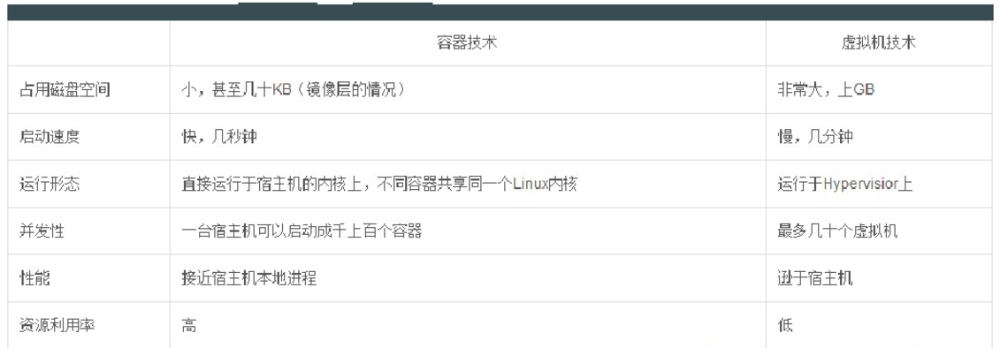 容器技术 虚拟机技术
占用磁盘空间 小，甚至几十KB（镜像层的情况） 非常大，上GB
启动速度 快，几秒钟 慢，几分钟
运行形态 直接运行于宿主机的内核上，不同容器共享同一个Linux内核 运行于Hypervisior上
并发性 一台宿主机可以启动成千上百个容器 最多几十个虚拟机
性能 接近宿主机本地进程 逊于宿主机
资源利用率 高 低